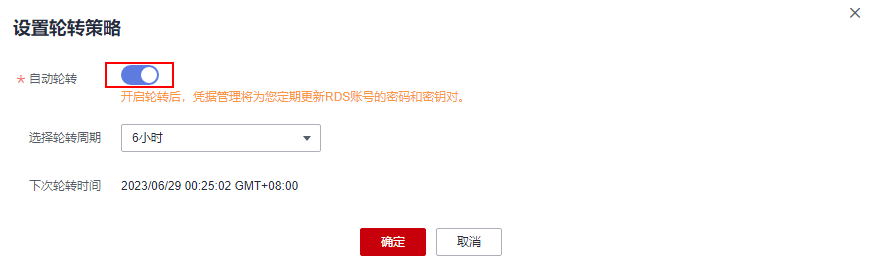 设置轮转策略
* 自动轮转
开启轮转后，凭据管理将为您定期更新RDS账号的密码和密钥对。
选择轮转周期 6小时
下次轮转时间 2023/06/29 00:25:02 GMT+08:00
确定 取消